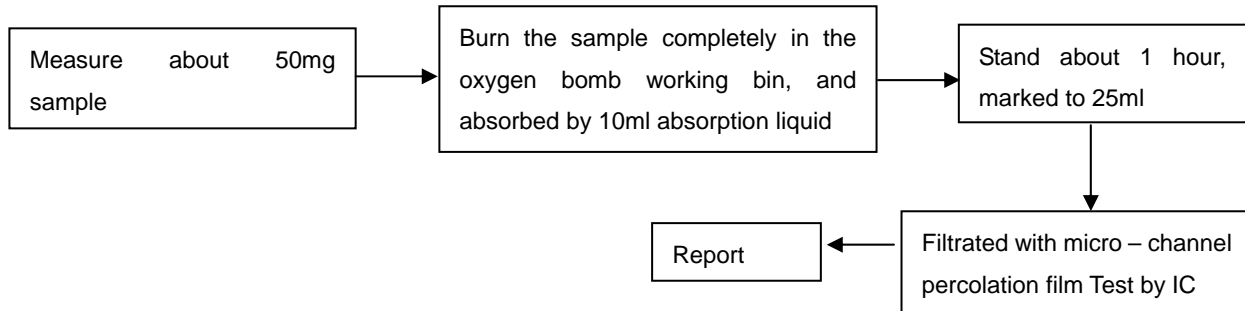 Measure about 50mg
sample
Burn the sample completely in the
oxygen bomb working bin, and
absorbed by 10ml absorption liquid
Stand about 1 hour,
marked to 25ml
Filtrated with micro – channel
percolation film Test by IC
Report